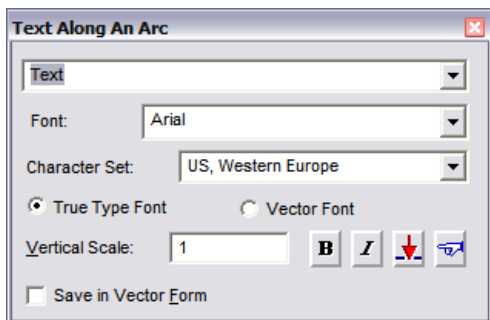 Text Along An Arc
Text
Font: Arial
Character Set: US, Western Europe
True Type Font Vector Font
Vertical Scale: 1 B I
Save in Vector Form